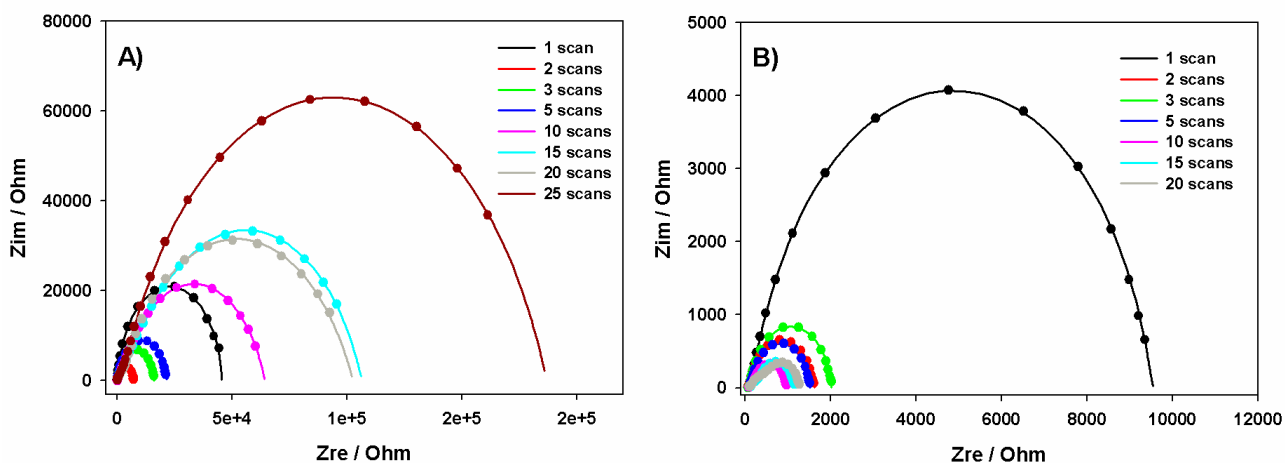 A)
80000
60000
40000
20000
0
Zim / Ohm
0
5e+4
1e+5
2e+5
2e+5
Zre / Ohm
1 scan
2 scans
3 scans
5 scans
10 scans
15 scans
20 scans
25 scans
B)
5000
4000
3000
2000
1000
0
Zim / Ohm
0
2000
4000
6000
8000
10000
12000
Zre / Ohm
1 scan
2 scans
3 scans
5 scans
10 scans
15 scans
20 scans